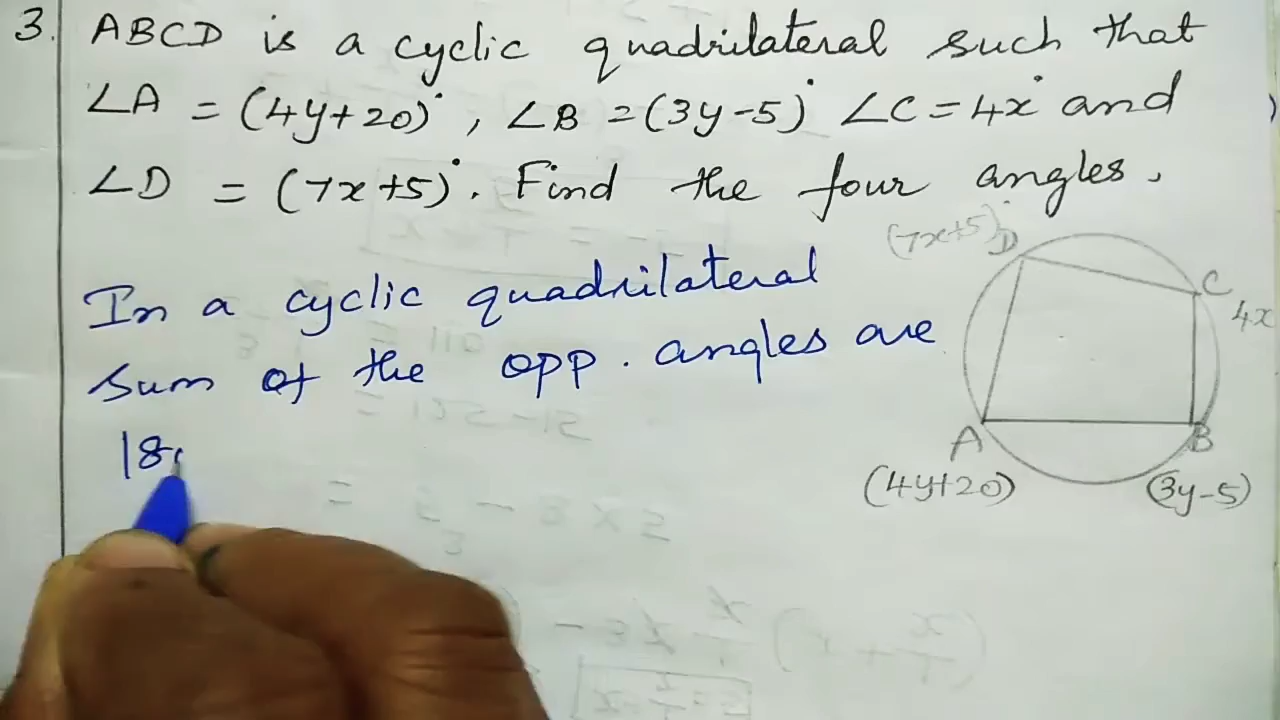 3. ABCD is a cyclic quadrilateral such that
∠A = (4y+20)°, ∠B = (3y-5)° ∠C = 4x° and
∠D = (7x+5)°. Find the four angles.
(7x+5)° D
C
4x
In a cyclic quadrilateral
Sum of the opp. angles are
180
A
B
(4y+20)
(3y-5)